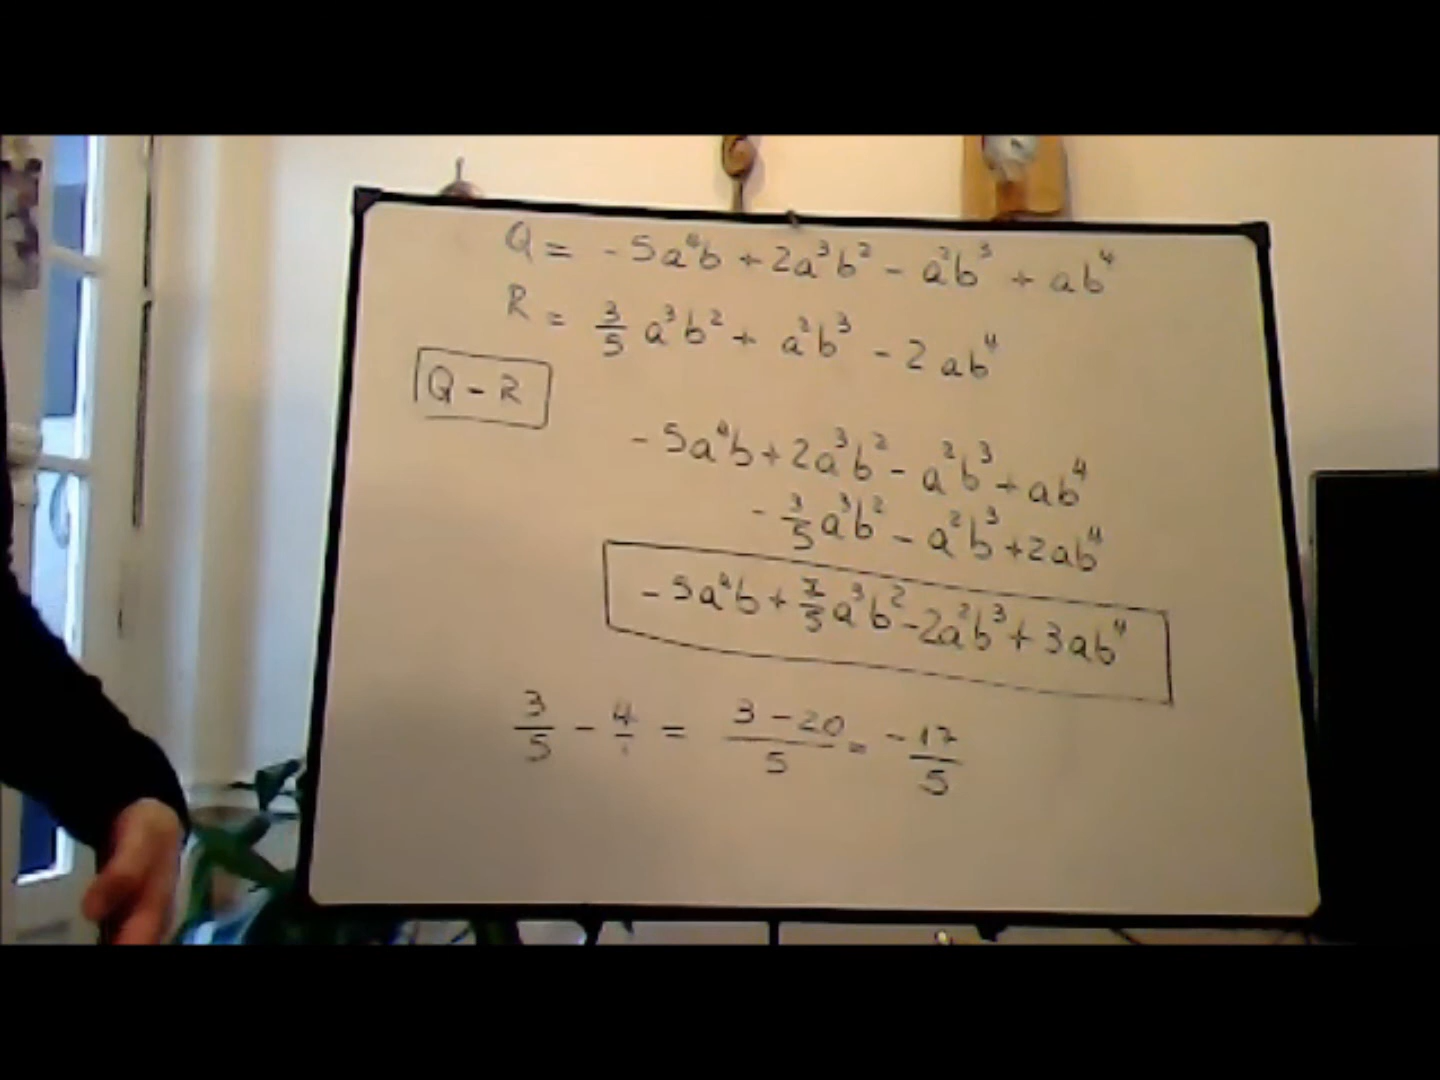 Q = - 5a⁴b + 2a³b² - a²b³ + ab⁴
R = 3/5 a³b² + a²b³ - 2ab⁴
Q - R
- 5a⁴b + 2a³b² - a²b³ + ab⁴
- 3/5 a³b² - a²b³ + 2ab⁴
- 5a⁴b + 7/5 a³b² - 2a²b³ + 3ab⁴
3/5 - 4/1 = (3 - 20)/5 = -17/5